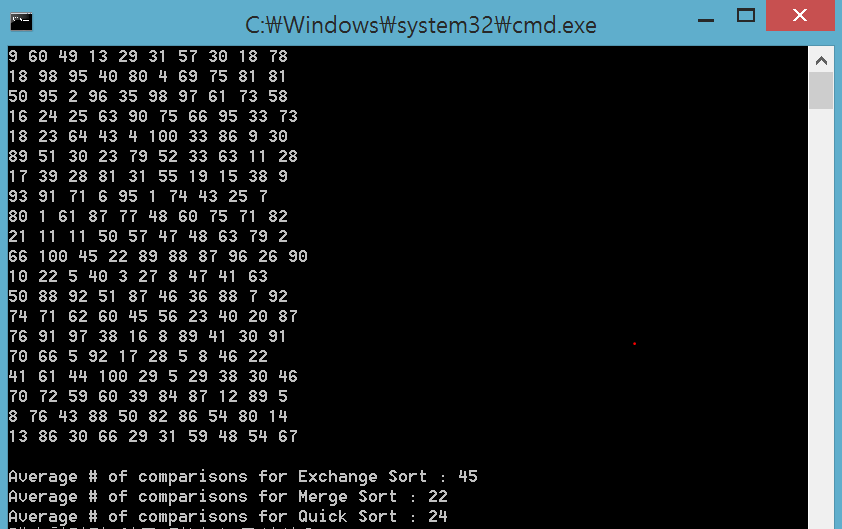 C:₩Windows₩system32₩cmd.exe
9 60 49 13 29 31 57 30 18 78
18 98 95 40 80 4 69 75 81 81
50 95 2 96 35 98 97 61 73 58
16 24 25 63 90 75 66 95 33 73
18 23 64 43 4 100 33 86 9 30
89 51 30 23 79 52 33 63 11 28
17 39 28 81 31 55 19 15 38 9
93 91 71 6 95 1 74 43 25 7
80 1 61 87 77 48 60 75 71 82
21 11 11 50 57 47 48 63 79 2
66 100 45 22 89 88 87 96 26 90
10 22 5 40 3 27 8 47 41 63
50 88 92 51 87 46 36 88 7 92
74 71 62 60 45 56 23 40 20 87
76 91 97 38 16 8 89 41 30 91
70 66 5 92 17 28 5 8 46 22
41 61 44 100 29 5 29 38 30 46
70 72 59 60 39 84 87 12 89 5
8 76 43 88 50 82 86 54 80 14
13 86 30 66 29 31 59 48 54 67
Average # of comparisons for Exchange Sort : 45
Average # of comparisons for Merge Sort : 22
Average # of comparisons for Quick Sort : 24